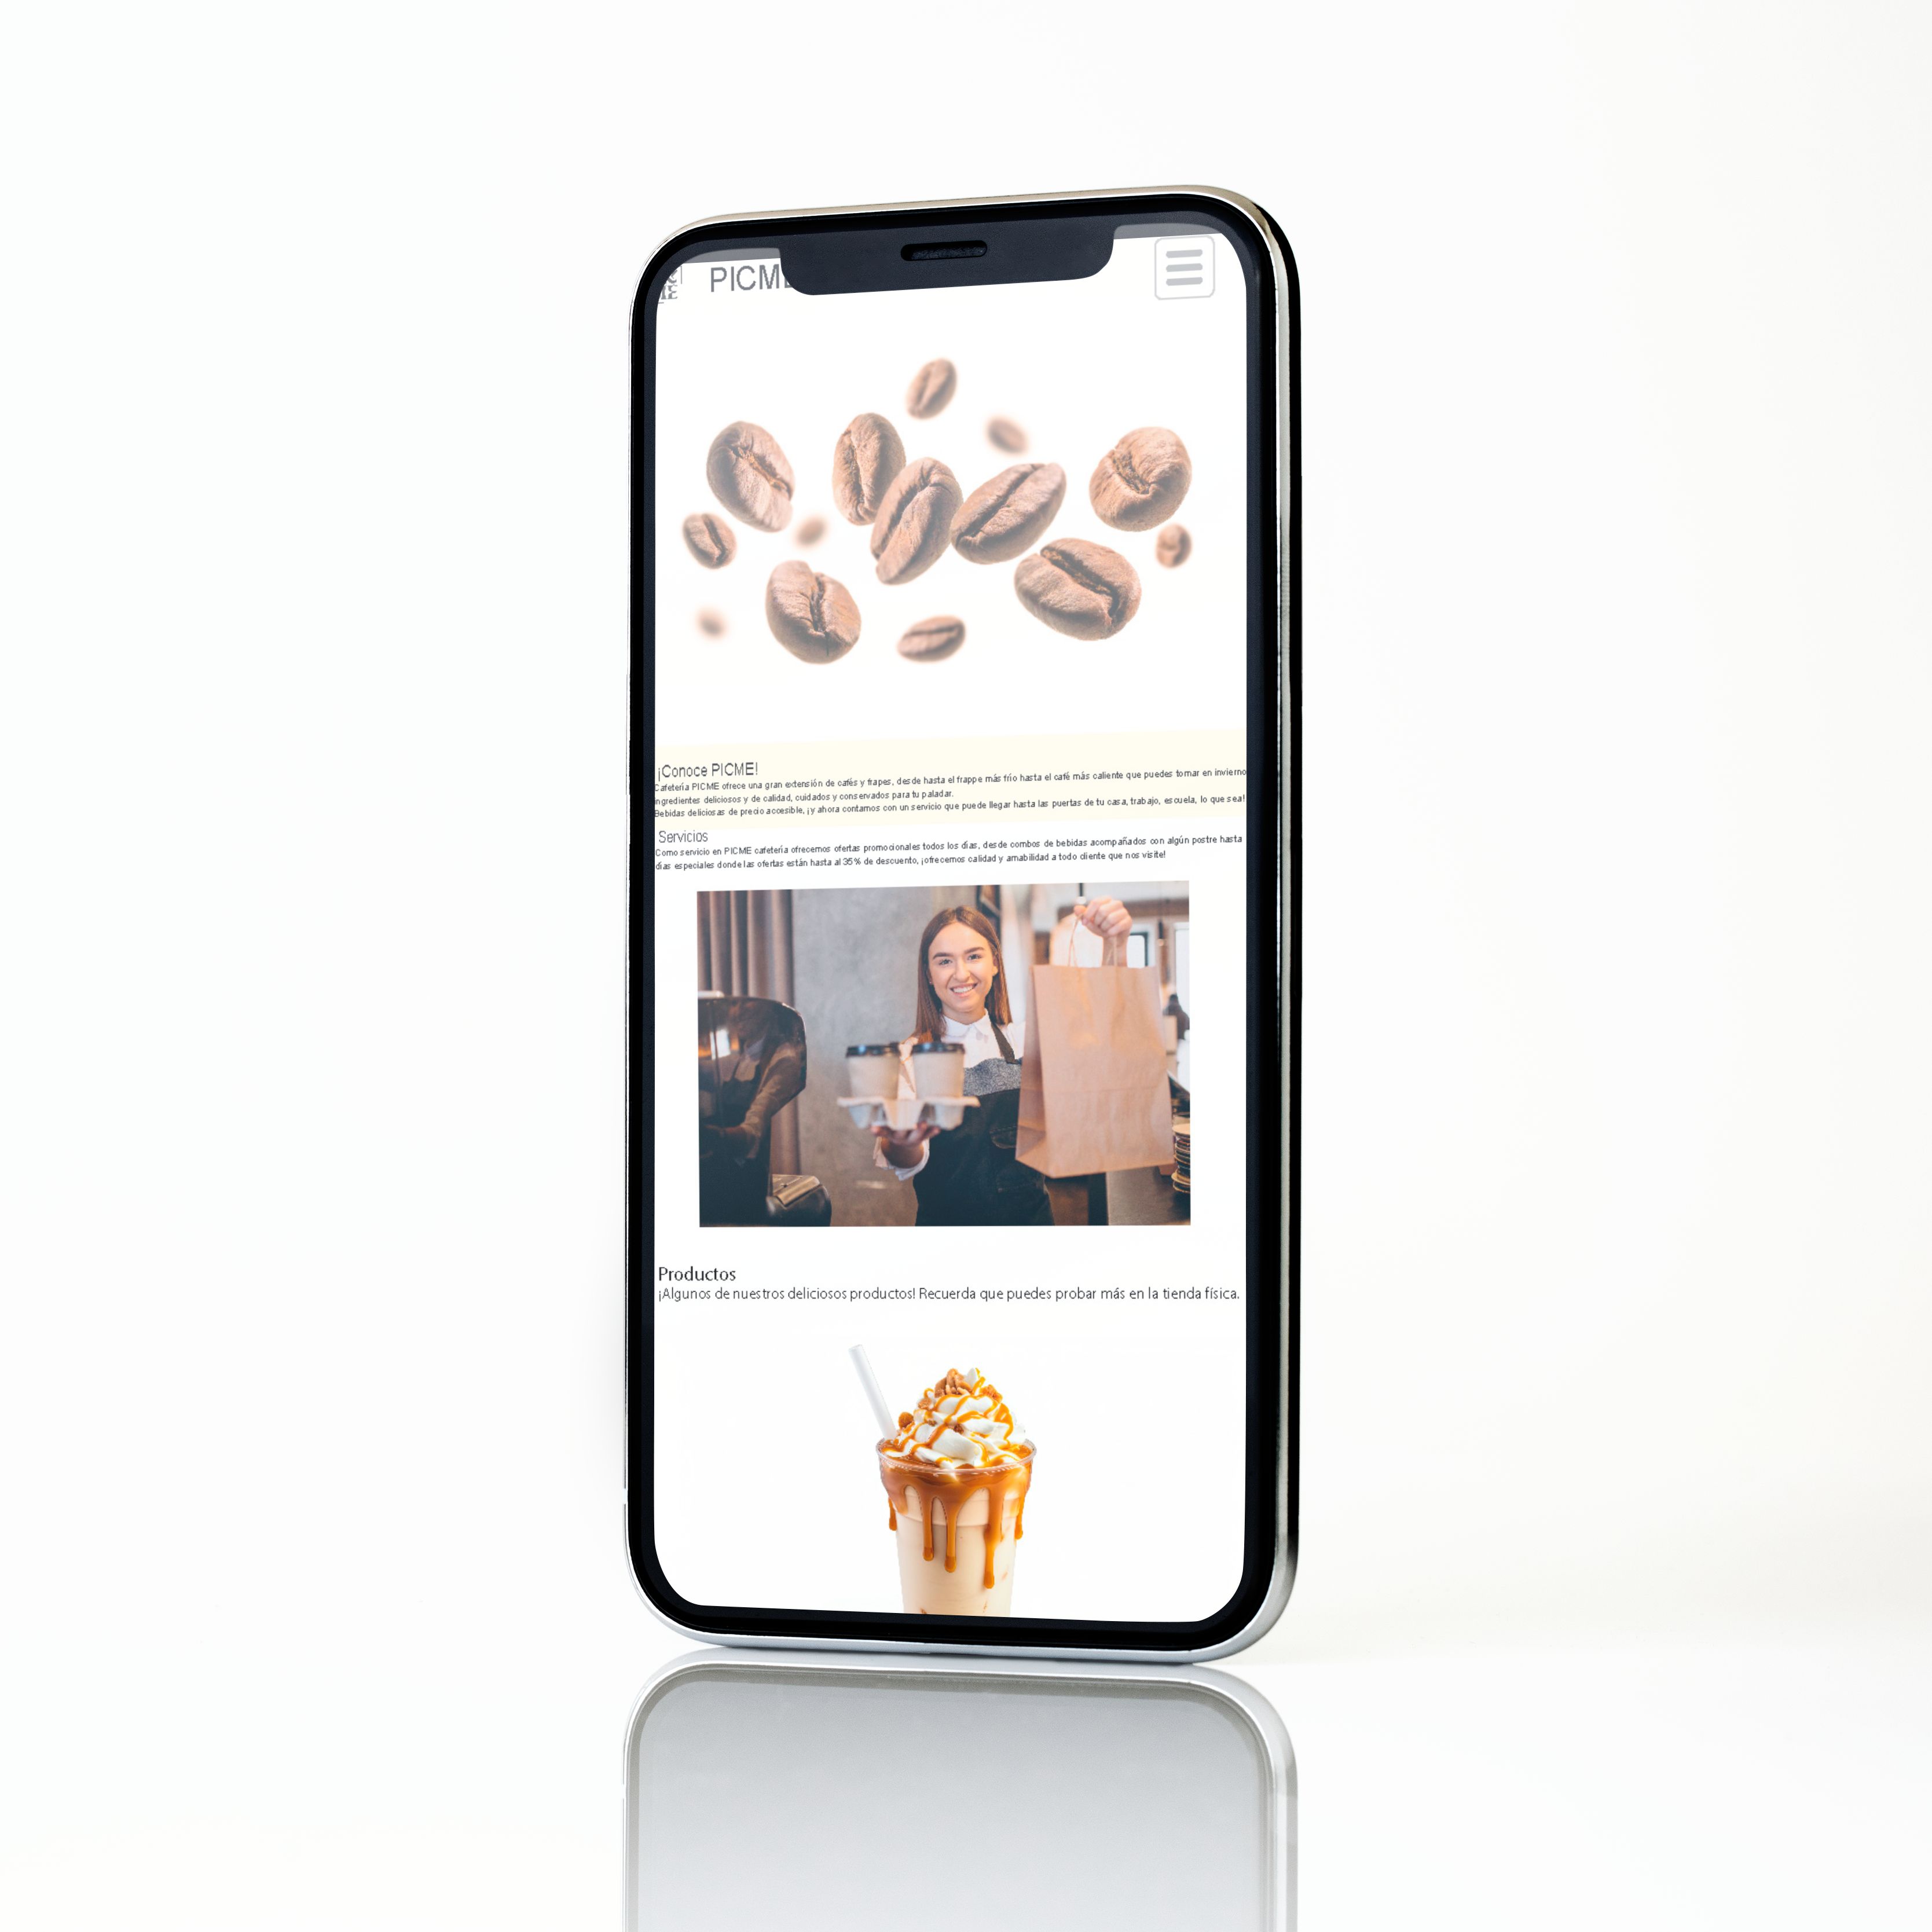 PICME
¡Conoce PICME!
Cafetería PICME ofrece una gran extensión de cafés y frapes, desde hasta el frappe más frío hasta el café más caliente que puedes tomar en invierno
ingredientes deliciosos y de calidad, cuidados y conservados para tu paladar.
Bebidas deliciosas de precio accesible, ¡y ahora contamos con un servicio que puede llegar hasta las puertas de tu casa, trabajo, escuela, lo que sea!
Servicios
Como servicio en PICME cafetería ofrecemos ofertas promocionales todos los días, desde combos de bebidas acompañados con algún postre hasta
días especiales donde las ofertas están hasta al 35% de descuento, ¡ofrecemos calidad y amabilidad a todo cliente que nos visite!
Productos
¡Algunos de nuestros deliciosos productos! Recuerda que puedes probar más en la tienda física.